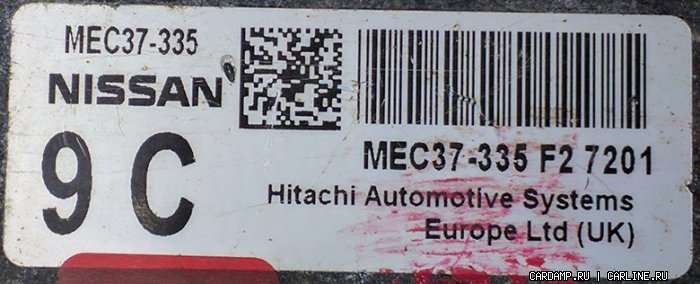 MEC37-335
NISSAN
9 C
MEC37-335 F2 7201
Hitachi Automotive Systems
Europe Ltd (UK)
CARDAMP.RU | CARLINE.RU